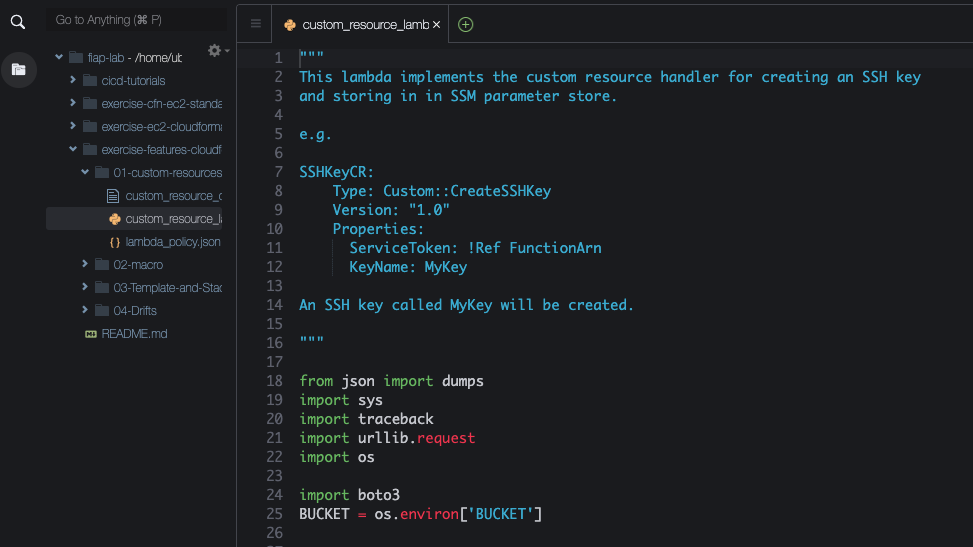 Go to Anything (⌘ P)
fiap-lab - /home/ub
cicd-tutorials
exercise-cfn-ec2-standa
exercise-ec2-cloudforma
exercise-features-cloudf
01-custom-resources
custom_resource_c
custom_resource_la
{} lambda_policy.json
02-macro
03-Template-and-Stac
04-Drifts
README.md
custom_resource_lamb ×
1 """
2 This lambda implements the custom resource handler for creating an SSH key
3 and storing in in SSM parameter store.
4
5 e.g.
6
7 SSHKeyCR:
8     Type: Custom::CreateSSHKey
9     Version: "1.0"
10     Properties:
11       ServiceToken: !Ref FunctionArn
12       KeyName: MyKey
13
14 An SSH key called MyKey will be created.
15
16 """
17
18 from json import dumps
19 import sys
20 import traceback
21 import urllib.request
22 import os
23
24 import boto3
25 BUCKET = os.environ['BUCKET']
26